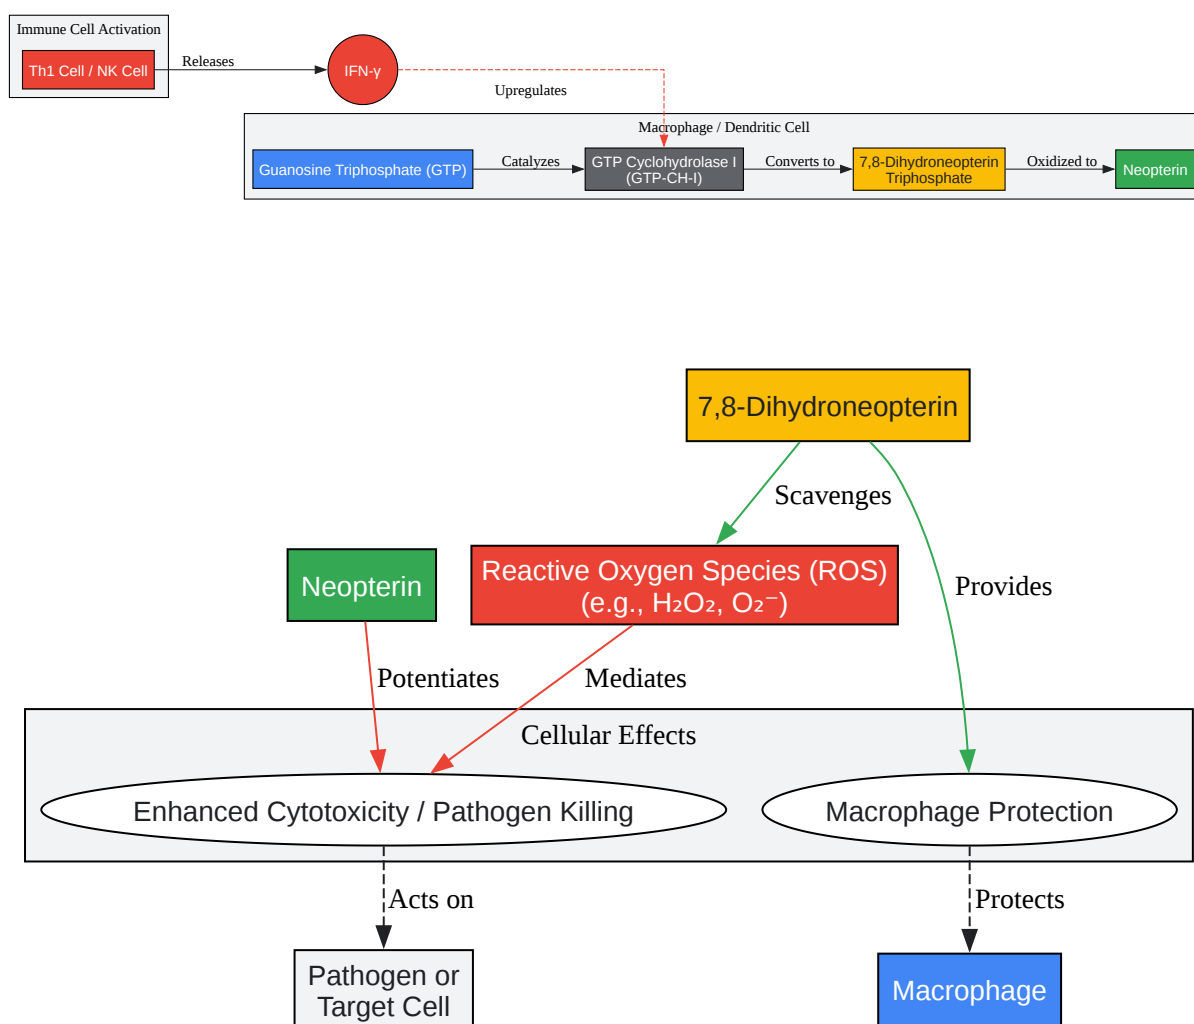 Immune Cell Activation
Th1 Cell / NK Cell
Releases
IFN-γ
Upregulates
Macrophage / Dendritic Cell
Guanosine Triphosphate (GTP)
Catalyzes
GTP Cyclohydrolase I
(GTP-CH-I)
Converts to
7,8-Dihydroneopterin
Triphosphate
Oxidized to
Neopterin
7,8-Dihydroneopterin
Scavenges
Neopterin
Reactive Oxygen Species (ROS)
(e.g., H₂O₂, O₂⁻)
Provides
Potentiates
Mediates
Cellular Effects
Enhanced Cytotoxicity / Pathogen Killing
Macrophage Protection
Acts on
Protects
Pathogen or
Target Cell
Macrophage